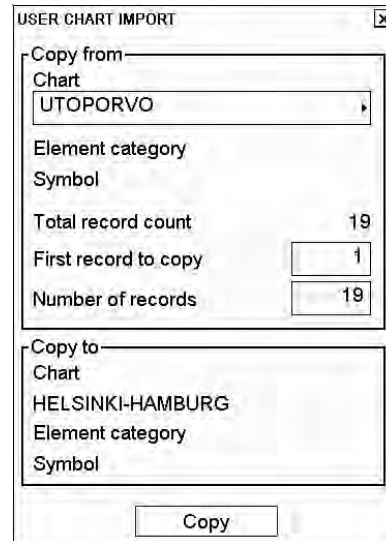 USER CHART IMPORT
Copy from
Chart
UTOPORVO
Element category
Symbol
Total record count 19
First record to copy 1
Number of records 19
Copy to
Chart
HELSINKI-HAMBURG
Element category
Symbol
Copy